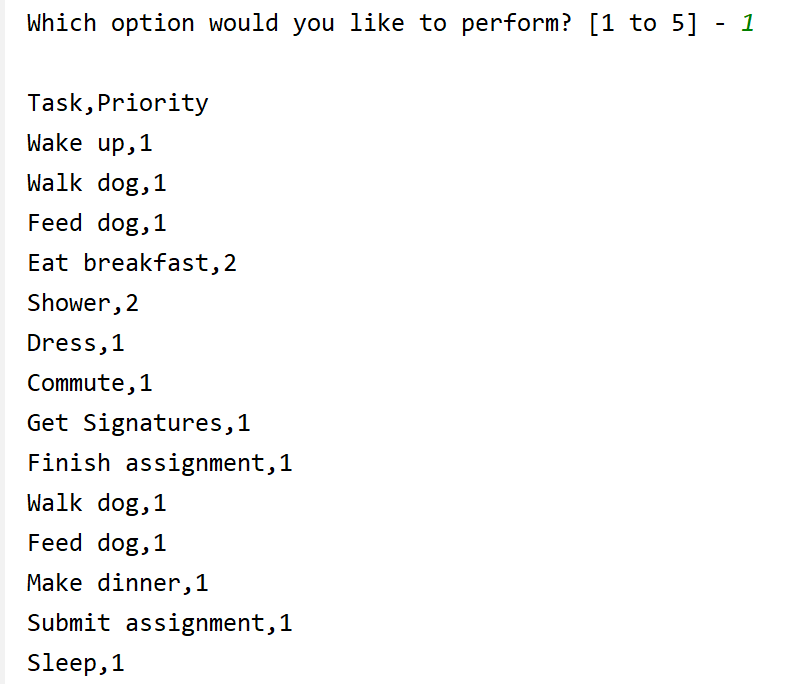 Which option would you like to perform? [1 to 5] - 1
Task,Priority
Wake up,1
Walk dog,1
Feed dog,1
Eat breakfast,2
Shower,2
Dress,1
Commute,1
Get Signatures,1
Finish assignment,1
Walk dog,1
Feed dog,1
Make dinner,1
Submit assignment,1
Sleep,1